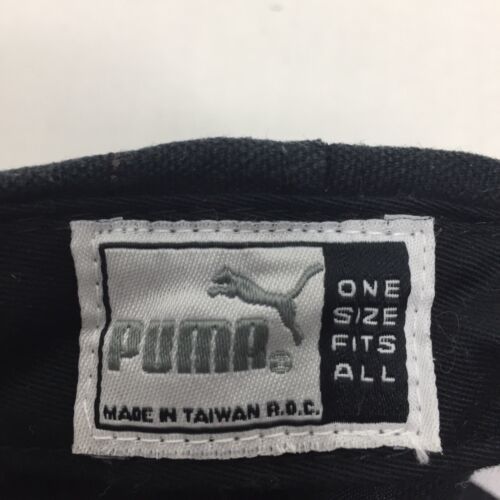 PUMA®
MADE IN TAIWAN R.O.C.
ONE
SIZE
FITS
ALL